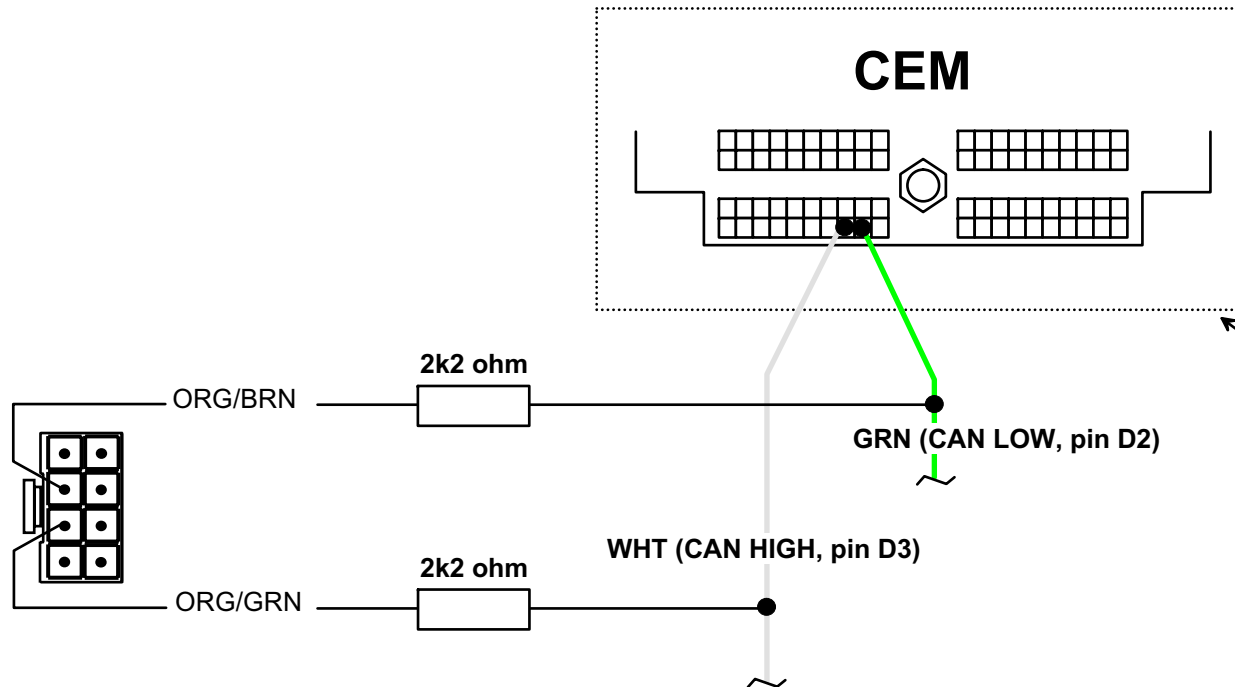 CEM
2k2 ohm
ORG/BRN
GRN (CAN LOW, pin D2)
WHT (CAN HIGH, pin D3)
2k2 ohm
ORG/GRN